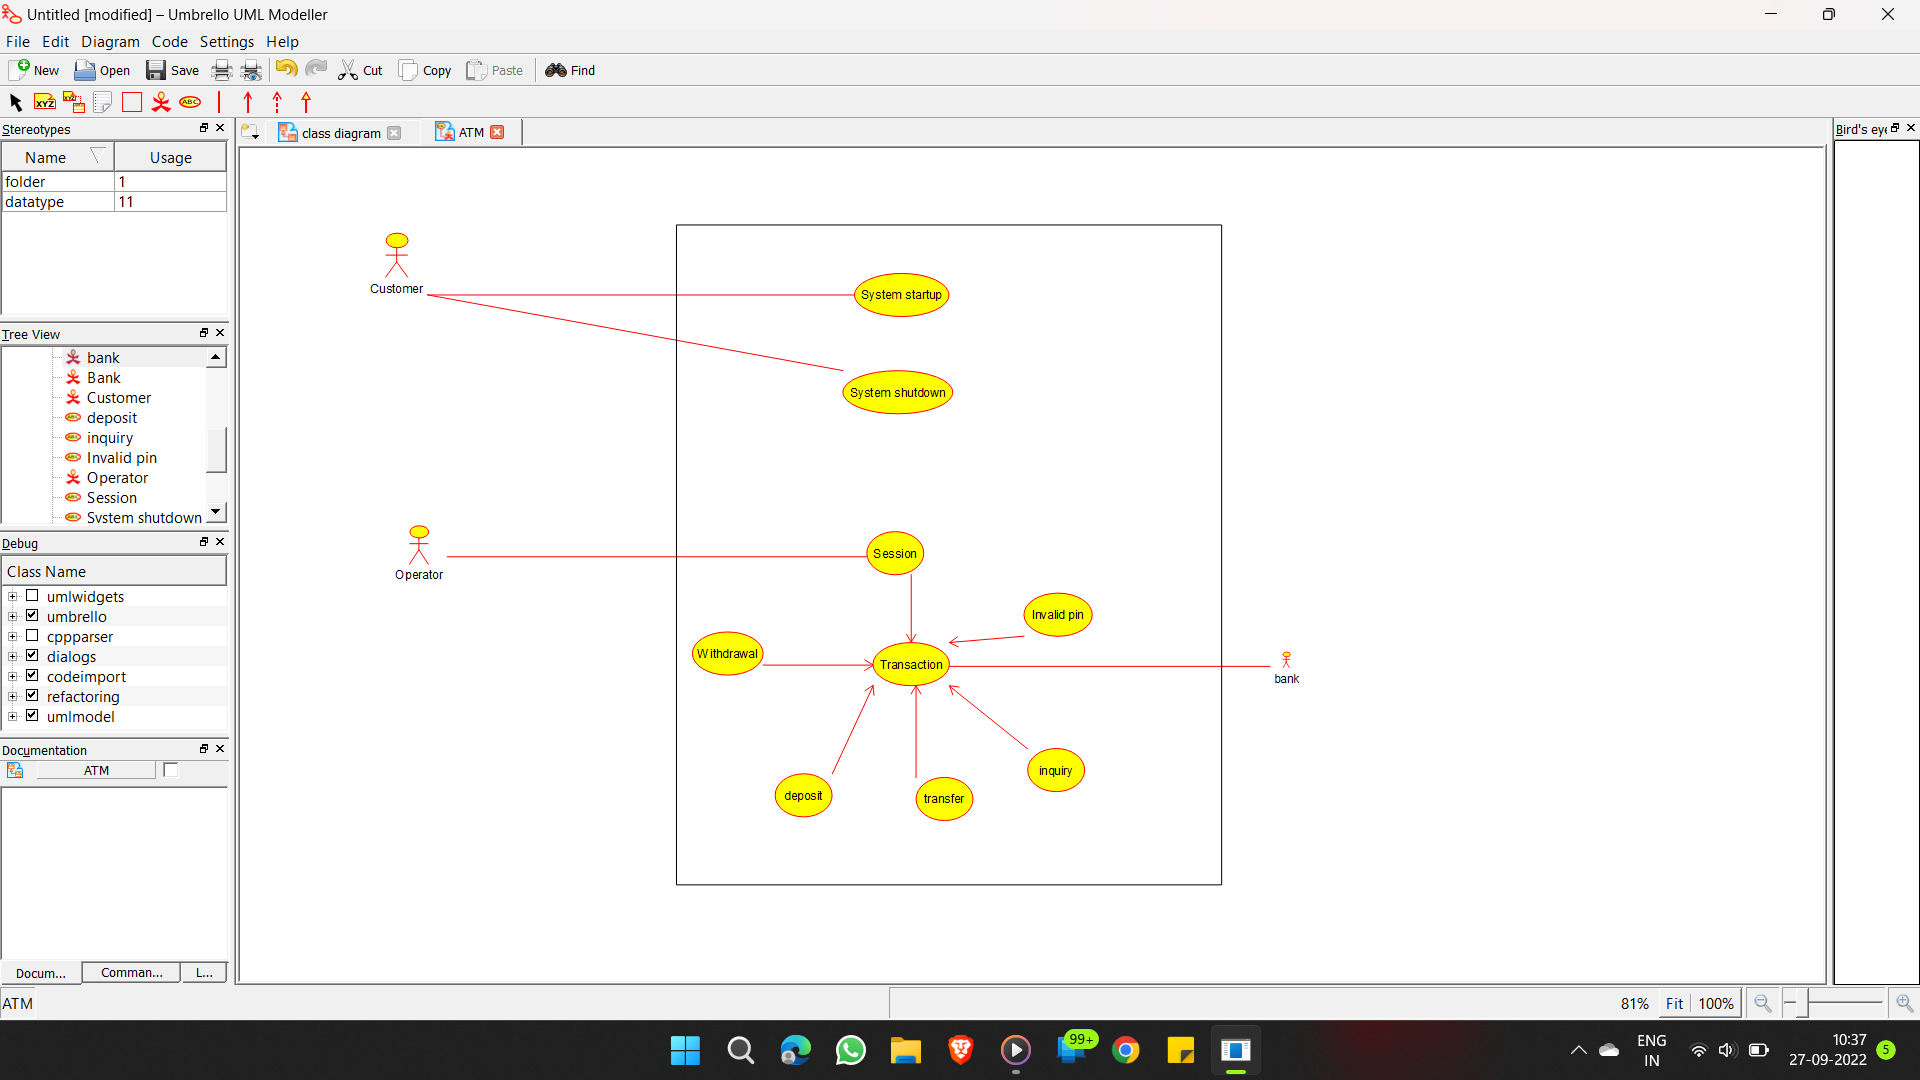 Untitled [modified] – Umbrello UML Modeller
File Edit Diagram Code Settings Help
New Open Save Cut Copy Paste Find
XYZ XYZ ABC
Stereotypes
Name Usage
folder 1
datatype 11
Tree View
bank
Bank
Customer
deposit
inquiry
Invalid pin
Operator
Session
System shutdown
Debug
Class Name
umlwidgets
umbrello
cppparser
dialogs
codeimport
refactoring
umlmodel
Documentation
ATM
Docum... Comman... L...
class diagram ATM
Customer
System startup
System shutdown
Operator
Session
Invalid pin
Withdrawal
Transaction
bank
deposit
transfer
inquiry
Bird's eye
ATM
81% Fit 100%
99+
ENG
IN
10:37
27-09-2022
5